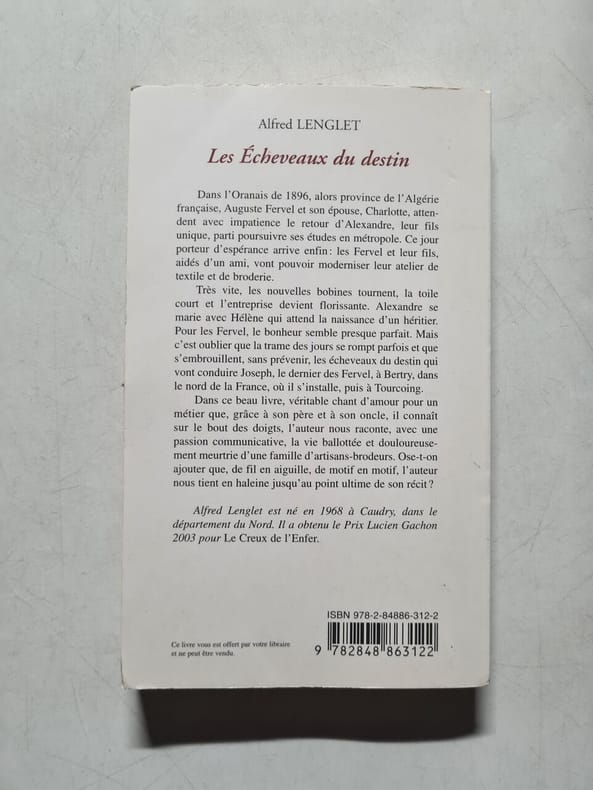 Alfred LENGLET
Les Écheveaux du destin
Dans l'Oranais de 1896, alors province de l'Algérie
française, Auguste Fervel et son épouse, Charlotte, atten-
dent avec impatience le retour d'Alexandre, leur fils
unique, parti poursuivre ses études en métropole. Ce jour
porteur d'espérance arrive enfin : les Fervel et leur fils,
aidés d'un ami, vont pouvoir moderniser leur atelier de
textile et de broderie.
Très vite, les nouvelles bobines tournent, la toile
court et l'entreprise devient florissante. Alexandre se
marie avec Hélène qui attend la naissance d'un héritier.
Pour les Fervel, le bonheur semble presque parfait. Mais
c'est oublier que la trame des jours se rompt parfois et que
s'embrouillent, sans prévenir, les écheveaux du destin qui
vont conduire Joseph, le dernier des Fervel, à Bertry, dans
le nord de la France, où il s'installe, puis à Tourcoing.
Dans ce beau livre, véritable chant d'amour pour un
métier que, grâce à son père et à son oncle, il connaît
sur le bout des doigts, l'auteur nous raconte, avec une
passion communicative, la vie ballottée et douloureuse-
ment meurtrie d'une famille d'artisans-brodeurs. Ose-t-on
ajouter que, de fil en aiguille, de motif en motif, l'auteur
nous tient en haleine jusqu'au point ultime de son récit ?
Alfred Lenglet est né en 1968 à Caudry, dans le
département du Nord. Il a obtenu le Prix Lucien Gachon
2003 pour Le Creux de l'Enfer.
ISBN 978-2-84886-312-2
Ce livre vous est offert par votre libraire
et ne peut être vendu.
9 782848 863122